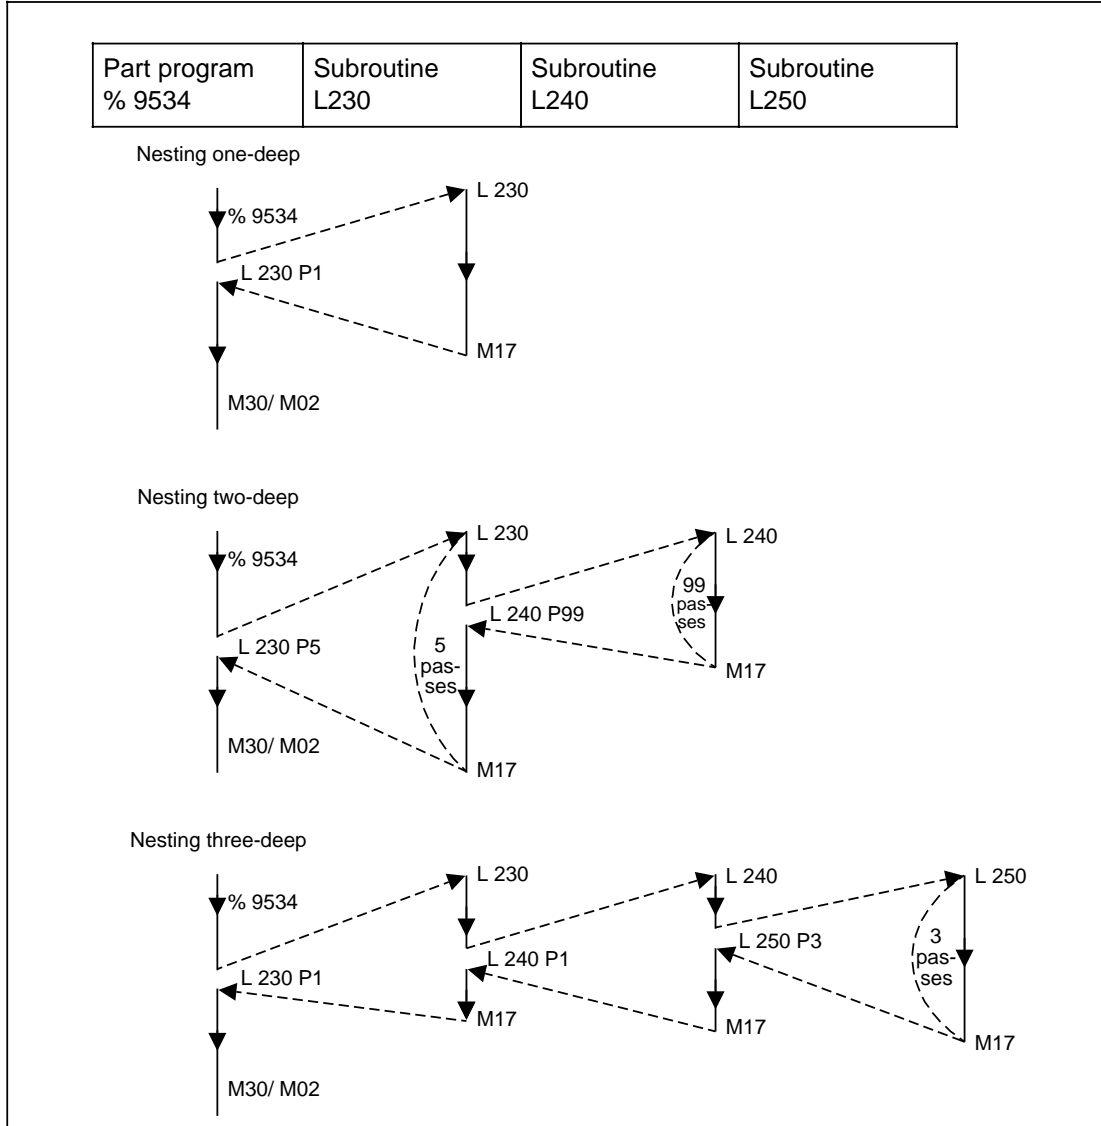 Part program
% 9534
Subroutine
L230
Subroutine
L240
Subroutine
L250
Nesting one-deep
L 230
% 9534
L 230 P1
M17
M30/ M02
Nesting two-deep
L 230
L 240
% 9534
99
pas-
ses
L 240 P99
L 230 P5
5
pas-
ses
M17
M30/ M02
M17
Nesting three-deep
L 230
L 240
L 250
% 9534
L 250 P3
3
pas-
ses
L 240 P1
L 230 P1
M17
M17
M17
M30/ M02